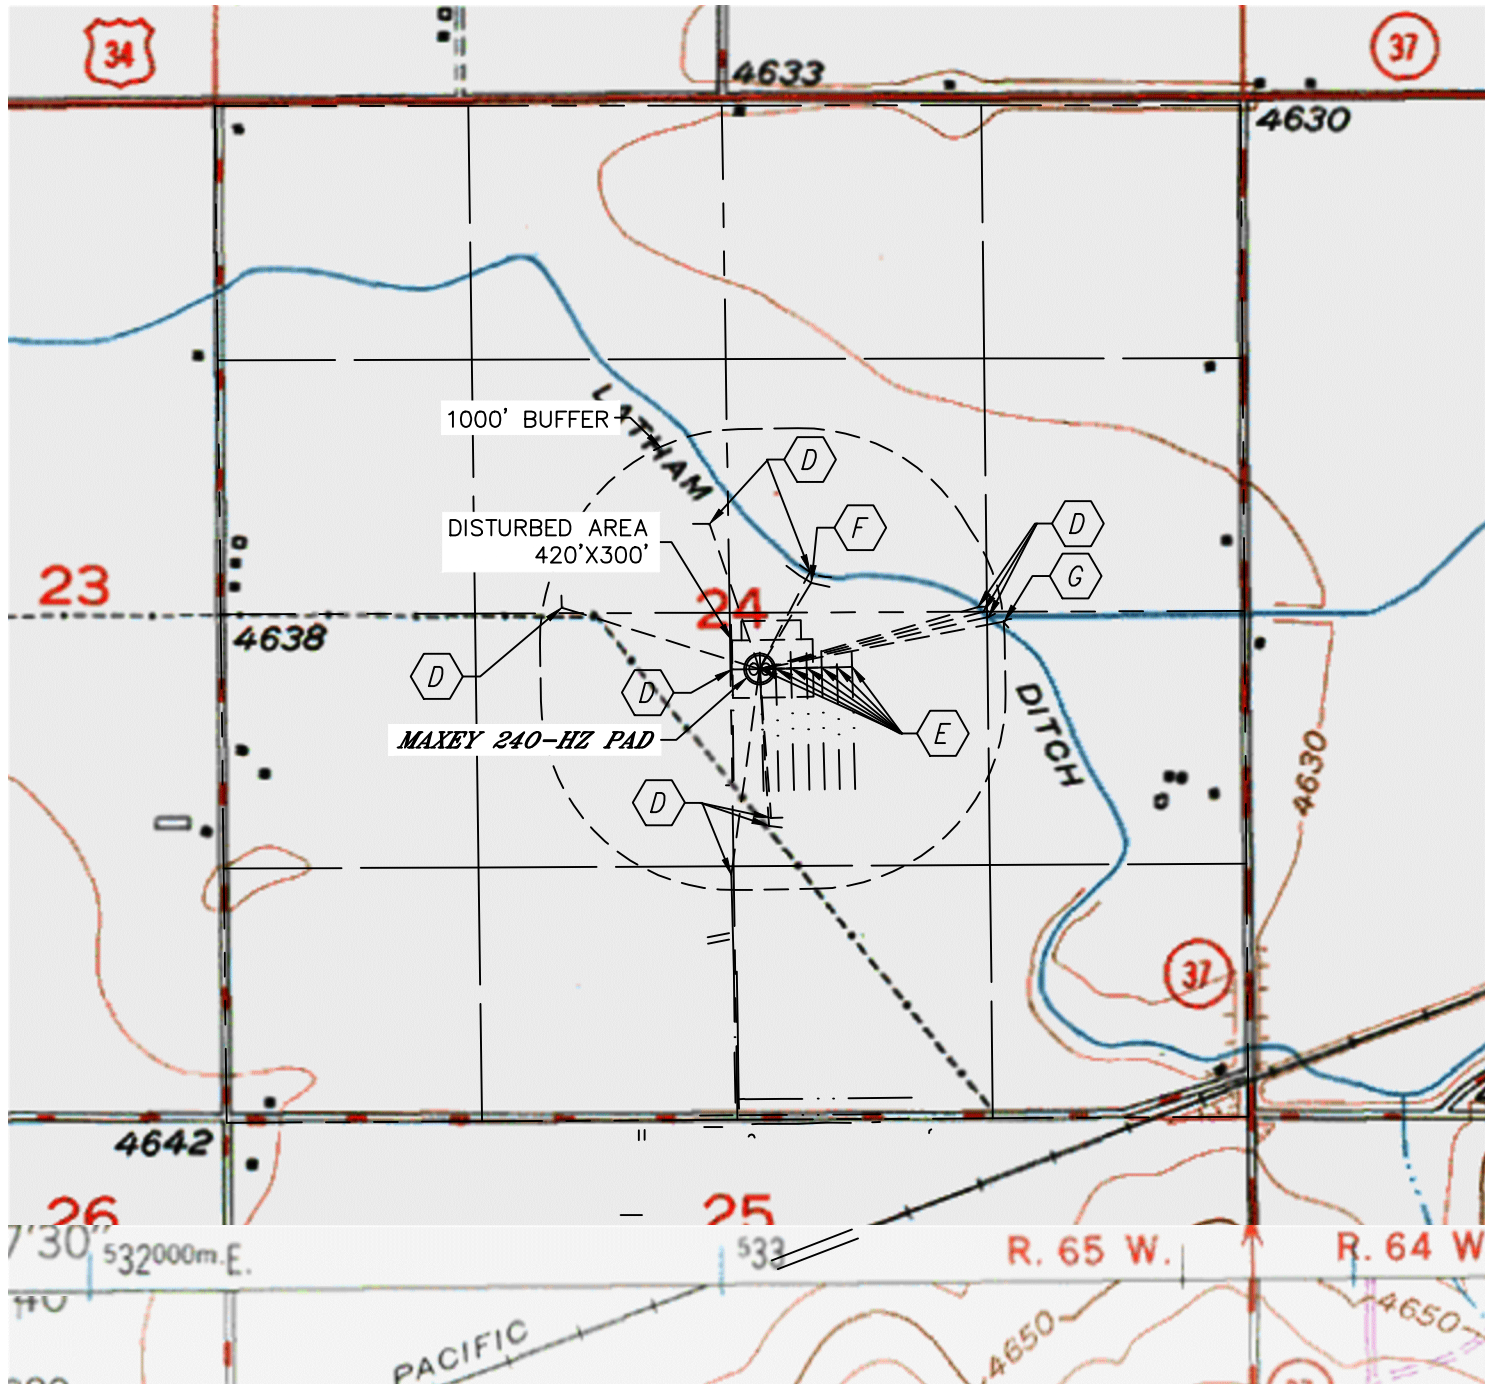 34
37
4633
4630
LATHAM
1000' BUFFER
D
DISTURBED AREA
420'X300'
F
D
G
23
24
4638
D
D
MAXEY 240-HZ PAD
E
DITCH
4630
D
37
4642
26
25
7'30"
532000m.E.
533
R. 65 W.
R. 64 W
PACIFIC
4650
4650